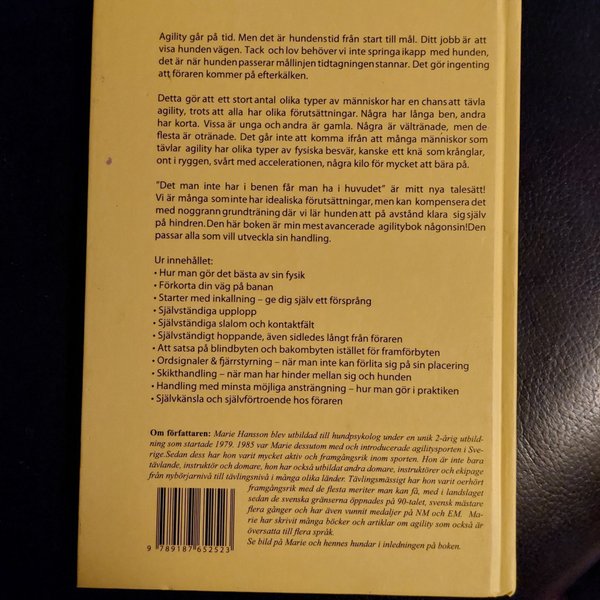 Agility går på tid. Men det är hundens tid från start till mål. Ditt jobb är att
visa hunden vägen. Tack och lov behöver vi inte springa ikapp med hunden,
det är när hunden passerar mållinjen tidtagningen stannar. Det gör ingenting
att föraren kommer på efterkälken.
Detta gör att ett stort antal olika typer av människor har en chans att tävla
agility, trots att alla har olika förutsättningar. Några har långa ben, andra
har korta. Vissa är unga och andra är gamla. Några är vältränade, men de
flesta är otränade. Det går inte att komma ifrån att många människor som
tävlar agility har olika typer av fysiska besvär, kanske ett knä som krånglar,
ont i ryggen, svårt med accelerationen, några kilo för mycket att bära på.
"Det man inte har i benen får man ha i huvudet" är mitt nya talesätt!
Vi är många som inte har idealiska förutsättningar, men kan kompensera det
med noggrann grundträning där vi lär hunden att på avstånd klara sig själv
på hindren. Den här boken är min mest avancerade agilitybok någonsin! Den
passar alla som vill utveckla sin handling.
Ur innehållet:
• Hur man gör det bästa av sin fysik
• Förkorta din väg på banan
• Starter med inkallning – ge dig själv ett försprång
• Självständiga upplopp
• Självständiga slalom och kontaktfält
• Självständigt hoppande, även sidledes långt från föraren
• Att satsa på blindbyten och bakombyten istället för framförbyten
• Ordsignaler & fjärrstyrning – när man inte kan förlita sig på sin placering
• Skikthandling – när man har hinder mellan sig och hunden
• Handling med minsta möjliga ansträngning – hur man gör i praktiken
• Självkänsla och självförtroende hos föraren
Om författaren: Marie Hansson blev utbildad till hundpsykolog under en unik 2-årig utbild-
ning som startade 1979. 1985 var Marie dessutom med och introducerade agilitysporten i Sve-
rige. Sedan dess har hon varit mycket aktiv och framgångsrik inom sporten. Hon är inte bara
tävlande, instruktör och domare, hon har också utbildat andra domare, instruktörer och ekipage
från nybörjarnivå till tävlingsnivå i många olika länder. Tävlingsmässigt har hon varit oerhört
framgångsrik med de flesta meriter man kan få, med i landslaget
sedan de svenska gränserna öppnades på 90-talet, svensk mästare
flera gånger och har även vunnit medaljer på NM och EM. Ma-
rie har skrivit många böcker och artiklar om agility som också är
översatta till flera språk.
Se bild på Marie och hennes hundar i inledningen på boken.
9 789187 652523